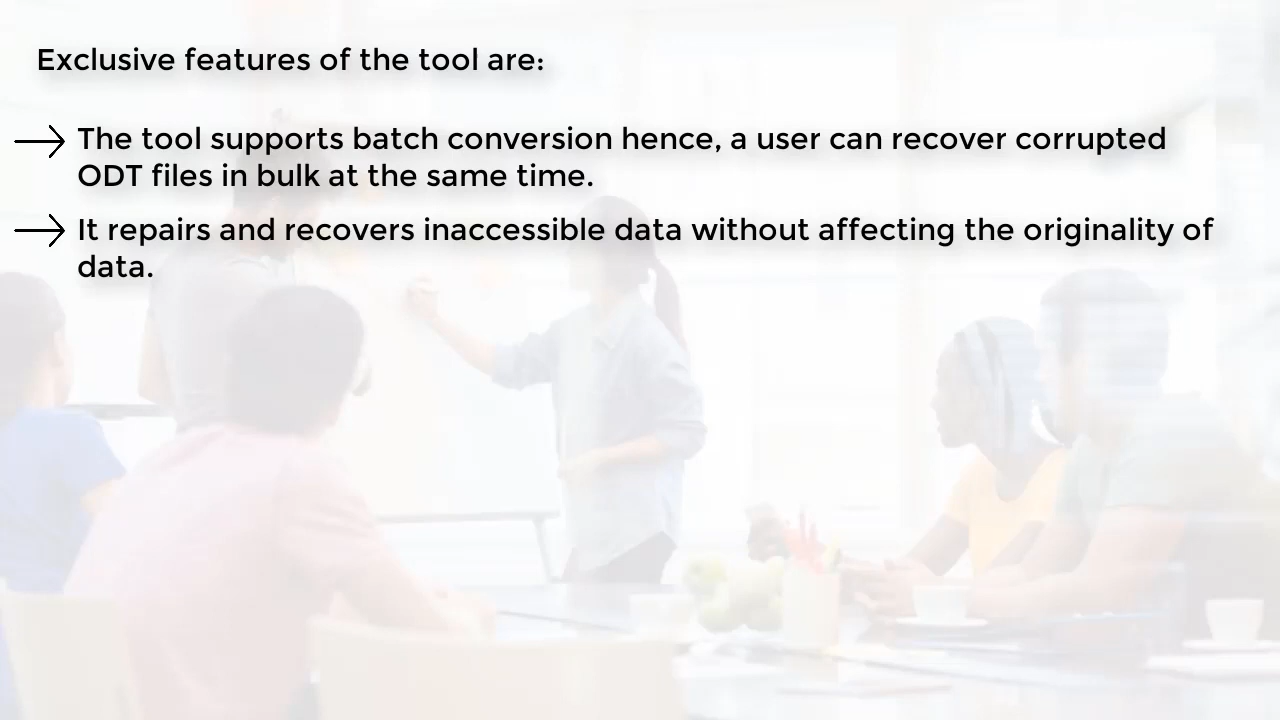 Exclusive features of the tool are:
The tool supports batch conversion hence, a user can recover corrupted
ODT files in bulk at the same time.
It repairs and recovers inaccessible data without affecting the originality of
data.